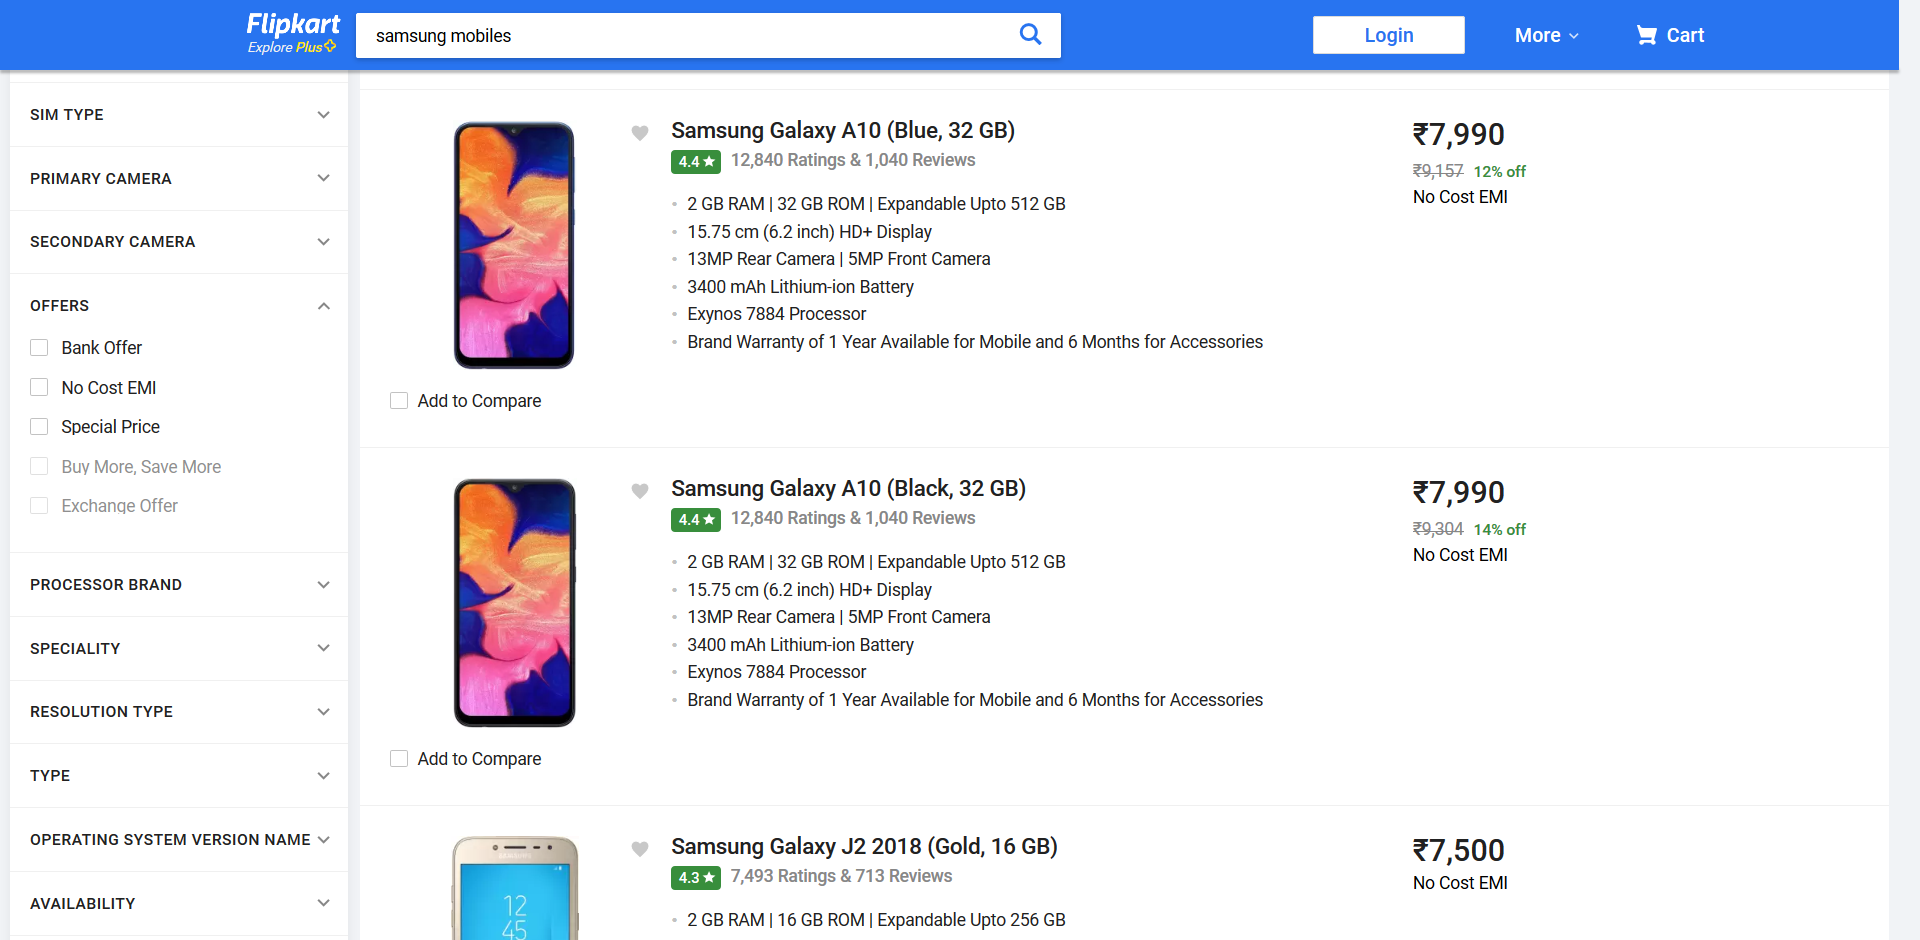 Flipkart
Explore Plus
samsung mobiles
Login
More
Cart
SIM TYPE
PRIMARY CAMERA
SECONDARY CAMERA
OFFERS
Bank Offer
No Cost EMI
Special Price
Buy More, Save More
Exchange Offer
PROCESSOR BRAND
SPECIALITY
RESOLUTION TYPE
TYPE
OPERATING SYSTEM VERSION NAME
AVAILABILITY
Samsung Galaxy A10 (Blue, 32 GB)
4.4★ 12,840 Ratings & 1,040 Reviews
2 GB RAM | 32 GB ROM | Expandable Upto 512 GB
15.75 cm (6.2 inch) HD+ Display
13MP Rear Camera | 5MP Front Camera
3400 mAh Lithium-ion Battery
Exynos 7884 Processor
Brand Warranty of 1 Year Available for Mobile and 6 Months for Accessories
₹7,990
₹9,157 12% off
No Cost EMI
Add to Compare
Samsung Galaxy A10 (Black, 32 GB)
4.4★ 12,840 Ratings & 1,040 Reviews
2 GB RAM | 32 GB ROM | Expandable Upto 512 GB
15.75 cm (6.2 inch) HD+ Display
13MP Rear Camera | 5MP Front Camera
3400 mAh Lithium-ion Battery
Exynos 7884 Processor
Brand Warranty of 1 Year Available for Mobile and 6 Months for Accessories
₹7,990
₹9,304 14% off
No Cost EMI
Add to Compare
SAMSUNG
12
45
Samsung Galaxy J2 2018 (Gold, 16 GB)
4.3★ 7,493 Ratings & 713 Reviews
2 GB RAM | 16 GB ROM | Expandable Upto 256 GB
₹7,500
No Cost EMI